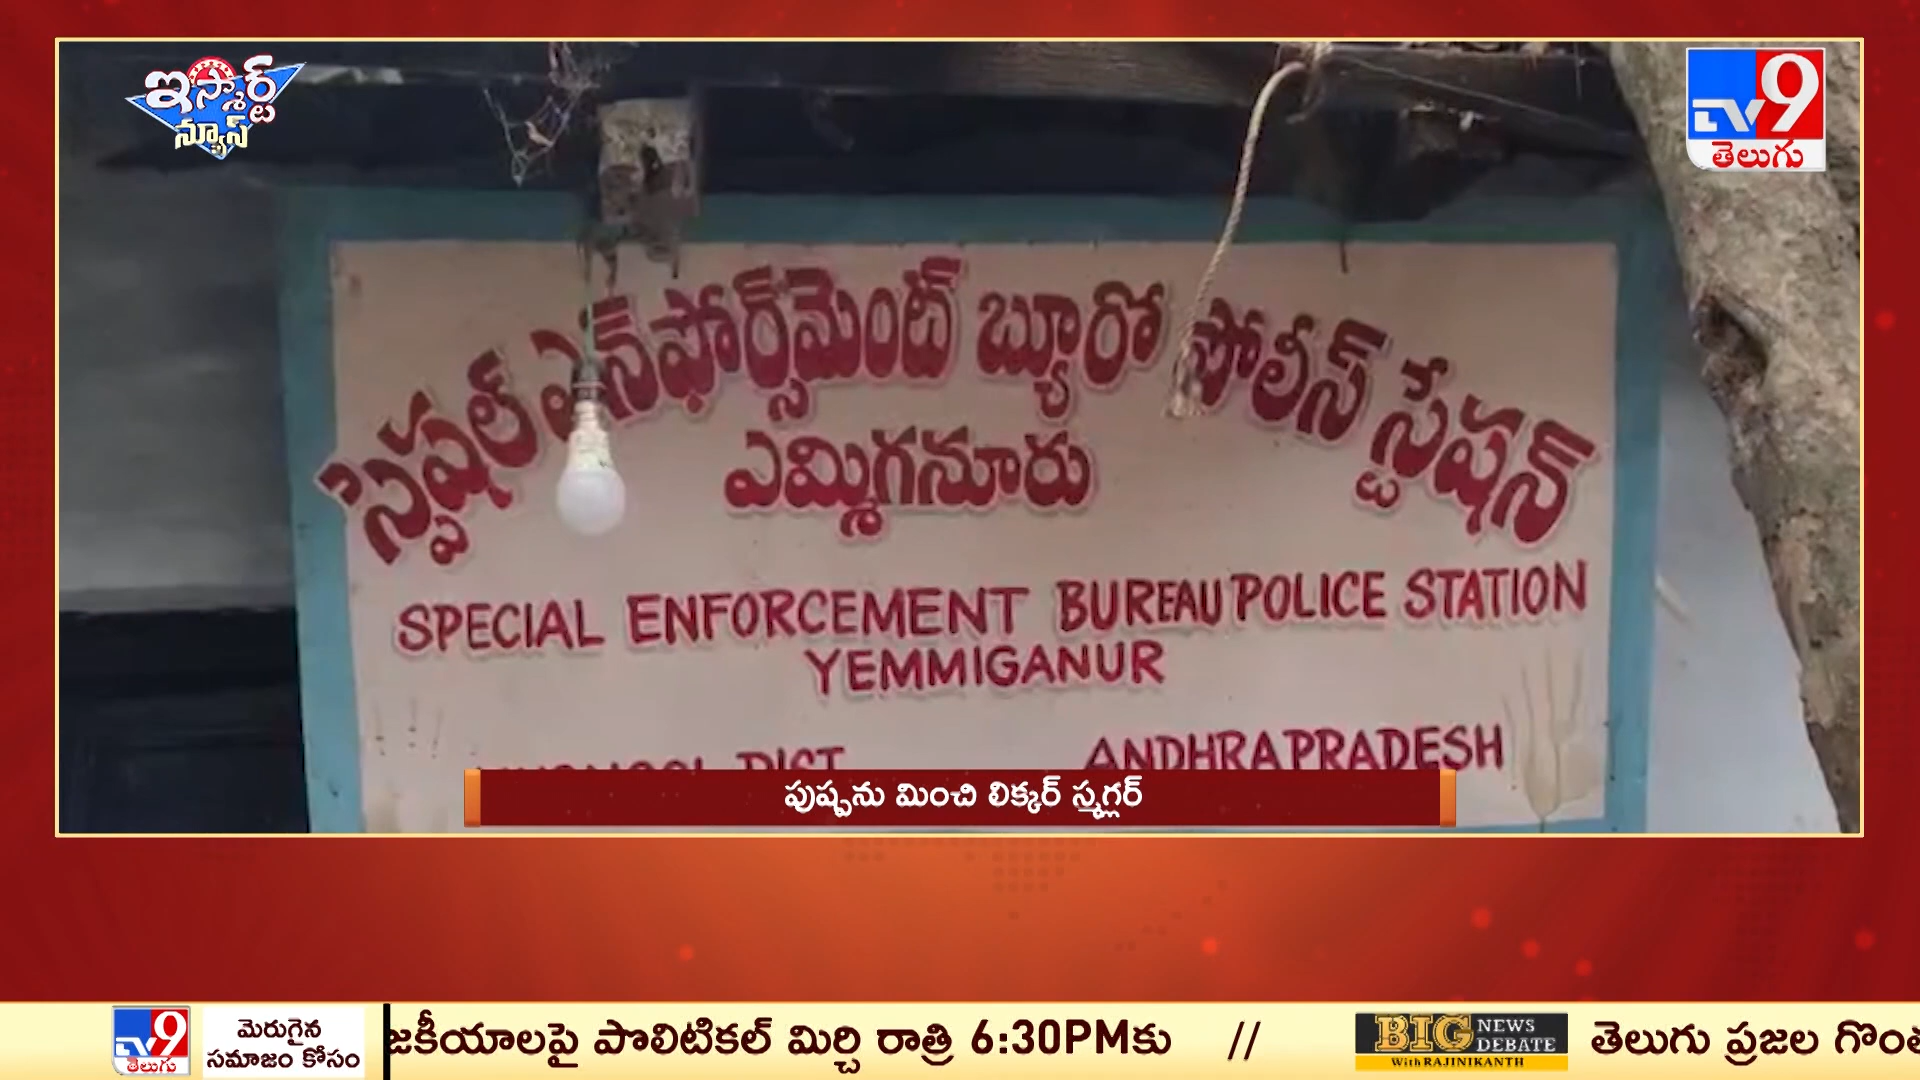 ఇస్మార్ట్
న్యూస్
TV9
తెలుగు
స్పెషల్ ఎన్‌ఫోర్స్‌మెంట్ బ్యూరో పోలీస్ స్టేషన్
ఎమ్మిగనూరు
SPECIAL ENFORCEMENT BUREAU POLICE STATION
YEMMIGANUR
DIST ANDHRAPRADESH
పుష్పను మించి లిక్కర్ స్మగ్లర్
TV9
తెలుగు
మెరుగైన
సమాజం కోసం
జకీయాలపై పొలిటికల్ మిర్చి రాత్రి 6:30PMకు // BIG NEWS DEBATE With RAJINIKANTH తెలుగు ప్రజల గొంతు